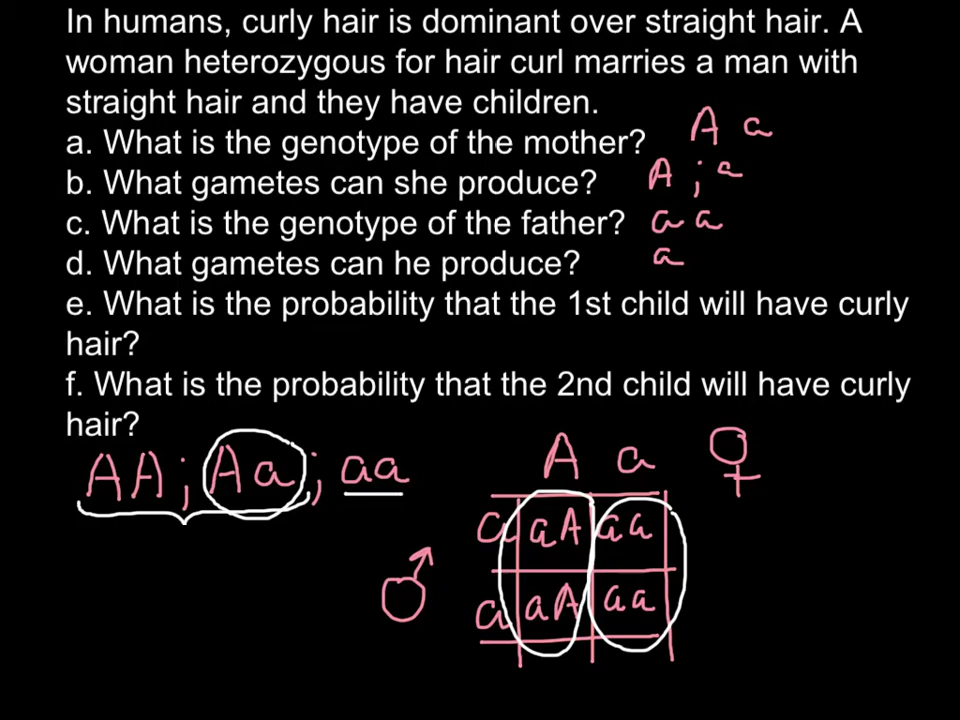 In humans, curly hair is dominant over straight hair. A
woman heterozygous for hair curl marries a man with
straight hair and they have children.
a. What is the genotype of the mother? A a
b. What gametes can she produce? A ; a
c. What is the genotype of the father? a a
d. What gametes can he produce? a
e. What is the probability that the 1st child will have curly
hair?
f. What is the probability that the 2nd child will have curly
hair?
AA ; Aa ; aa
A a ♀
a aA aa
♂
a aA aa